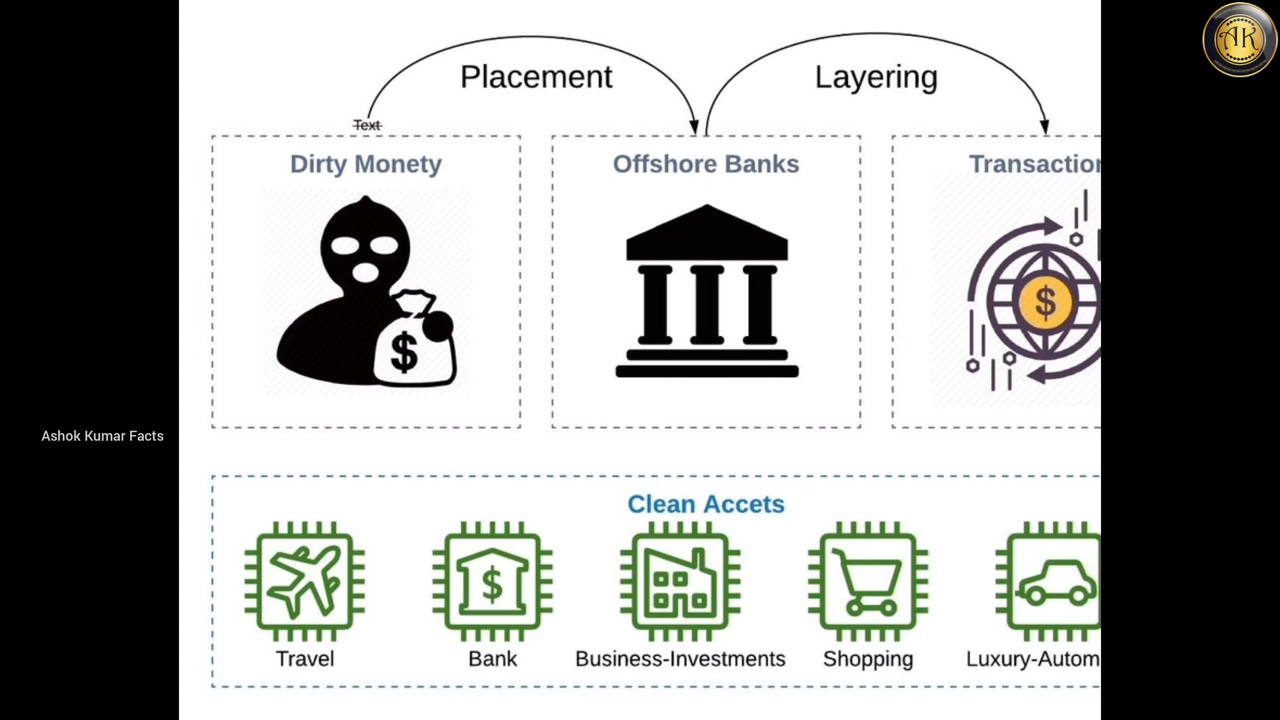 Placement
Layering
Text
Dirty Monety
Offshore Banks
Transaction
$
$
Ashok Kumar Facts
Clean Accets
$
Travel
Bank
Business-Investments
Shopping
Luxury-Autom
AK